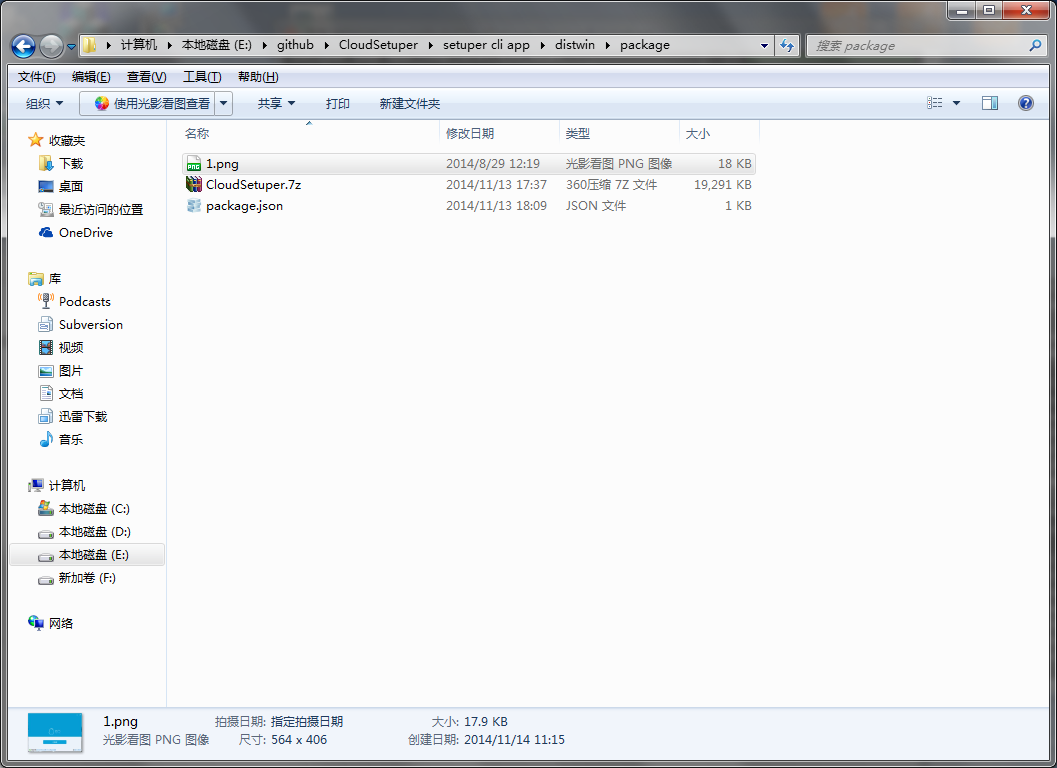 计算机 本地磁盘 (E:) github CloudSetuper setuper cli app distwin package 搜索 package
文件(F) 编辑(E) 查看(V) 工具(T) 帮助(H)
组织 使用光影看图查看 共享 打印 新建文件夹
收藏夹
下载
桌面
最近访问的位置
OneDrive
库
Podcasts
Subversion
视频
图片
文档
迅雷下载
音乐
计算机
本地磁盘 (C:)
本地磁盘 (D:)
本地磁盘 (E:)
新加卷 (F:)
网络
名称 修改日期 类型 大小
1.png 2014/8/29 12:19 光影看图 PNG 图像 18 KB
CloudSetuper.7z 2014/11/13 17:37 360压缩 7Z 文件 19,291 KB
package.json 2014/11/13 18:09 JSON 文件 1 KB
1.png 拍摄日期: 指定拍摄日期 大小: 17.9 KB
光影看图 PNG 图像 尺寸: 564 x 406 创建日期: 2014/11/14 11:15